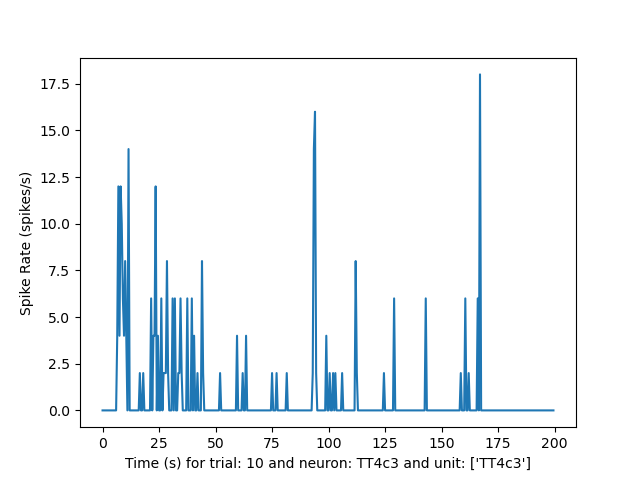 17.5
15.0
12.5
10.0
7.5
5.0
2.5
0.0
Spike Rate (spikes/s)
0 25 50 75 100 125 150 175 200
Time (s) for trial: 10 and neuron: TT4c3 and unit: ['TT4c3']